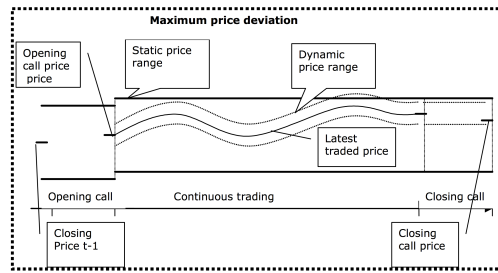 Maximum price deviation
Opening
call price
price
Static price
range
Dynamic
price range
Latest
traded price
Opening call
Continuous trading
Closing call
Closing
Price t-1
Closing
call price